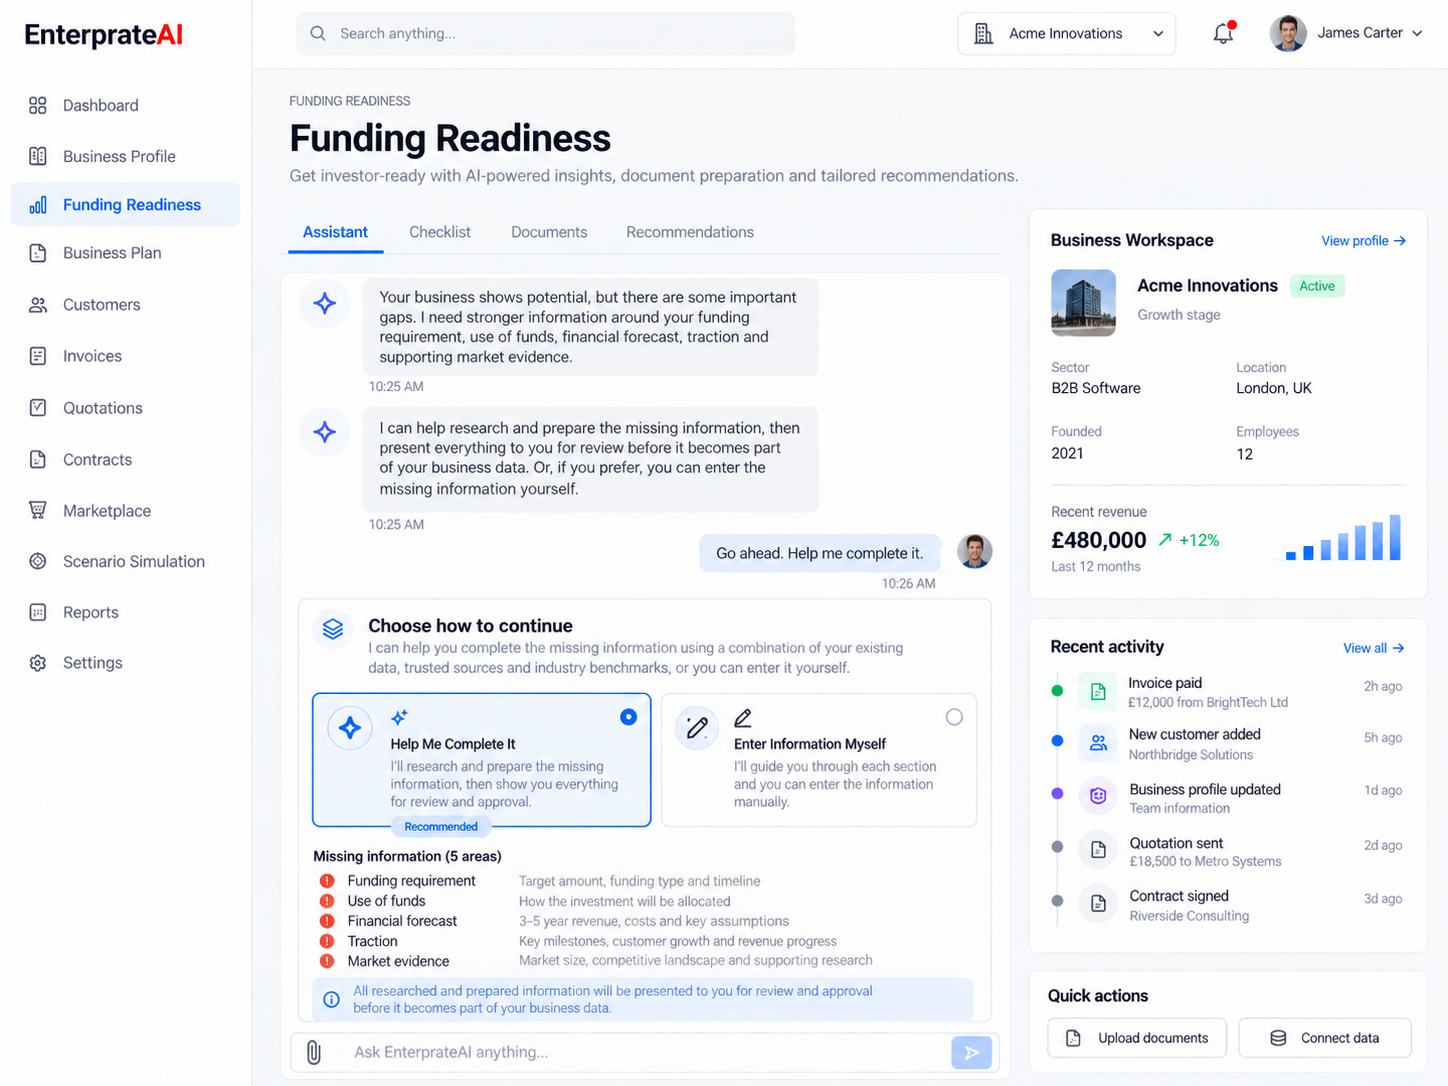 EnterprateAI
Search anything...
Acme Innovations
James Carter
Dashboard
Business Profile
Funding Readiness
Business Plan
Customers
Invoices
Quotations
Contracts
Marketplace
Scenario Simulation
Reports
Settings
FUNDING READINESS
Funding Readiness
Get investor-ready with AI-powered insights, document preparation and tailored recommendations.
Assistant
Checklist
Documents
Recommendations
Your business shows potential, but there are some important
gaps. I need stronger information around your funding
requirement, use of funds, financial forecast, traction and
supporting market evidence.
10:25 AM
I can help research and prepare the missing information, then
present everything to you for review before it becomes part
of your business data. Or, if you prefer, you can enter the
missing information yourself.
10:25 AM
Go ahead. Help me complete it.
10:26 AM
Choose how to continue
I can help you complete the missing information using a combination of your existing
data, trusted sources and industry benchmarks, or you can enter it yourself.
Help Me Complete It
I'll research and prepare the missing
information, then show you everything
for review and approval.
Recommended
Enter Information Myself
I'll guide you through each section
and you can enter the information
manually.
Missing information (5 areas)
Funding requirement Target amount, funding type and timeline
Use of funds How the investment will be allocated
Financial forecast 3–5 year revenue, costs and key assumptions
Traction Key milestones, customer growth and revenue progress
Market evidence Market size, competitive landscape and supporting research
All researched and prepared information will be presented to you for review and approval
before it becomes part of your business data.
Ask EnterprateAI anything...
Business Workspace
View profile →
Acme Innovations
Active
Growth stage
Sector
B2B Software
Location
London, UK
Founded
2021
Employees
12
Recent revenue
£480,000 ↗ +12%
Last 12 months
Recent activity
View all →
Invoice paid 2h ago
£12,000 from BrightTech Ltd
New customer added 5h ago
Northbridge Solutions
Business profile updated 1d ago
Team information
Quotation sent 2d ago
£18,500 to Metro Systems
Contract signed 3d ago
Riverside Consulting
Quick actions
Upload documents
Connect data